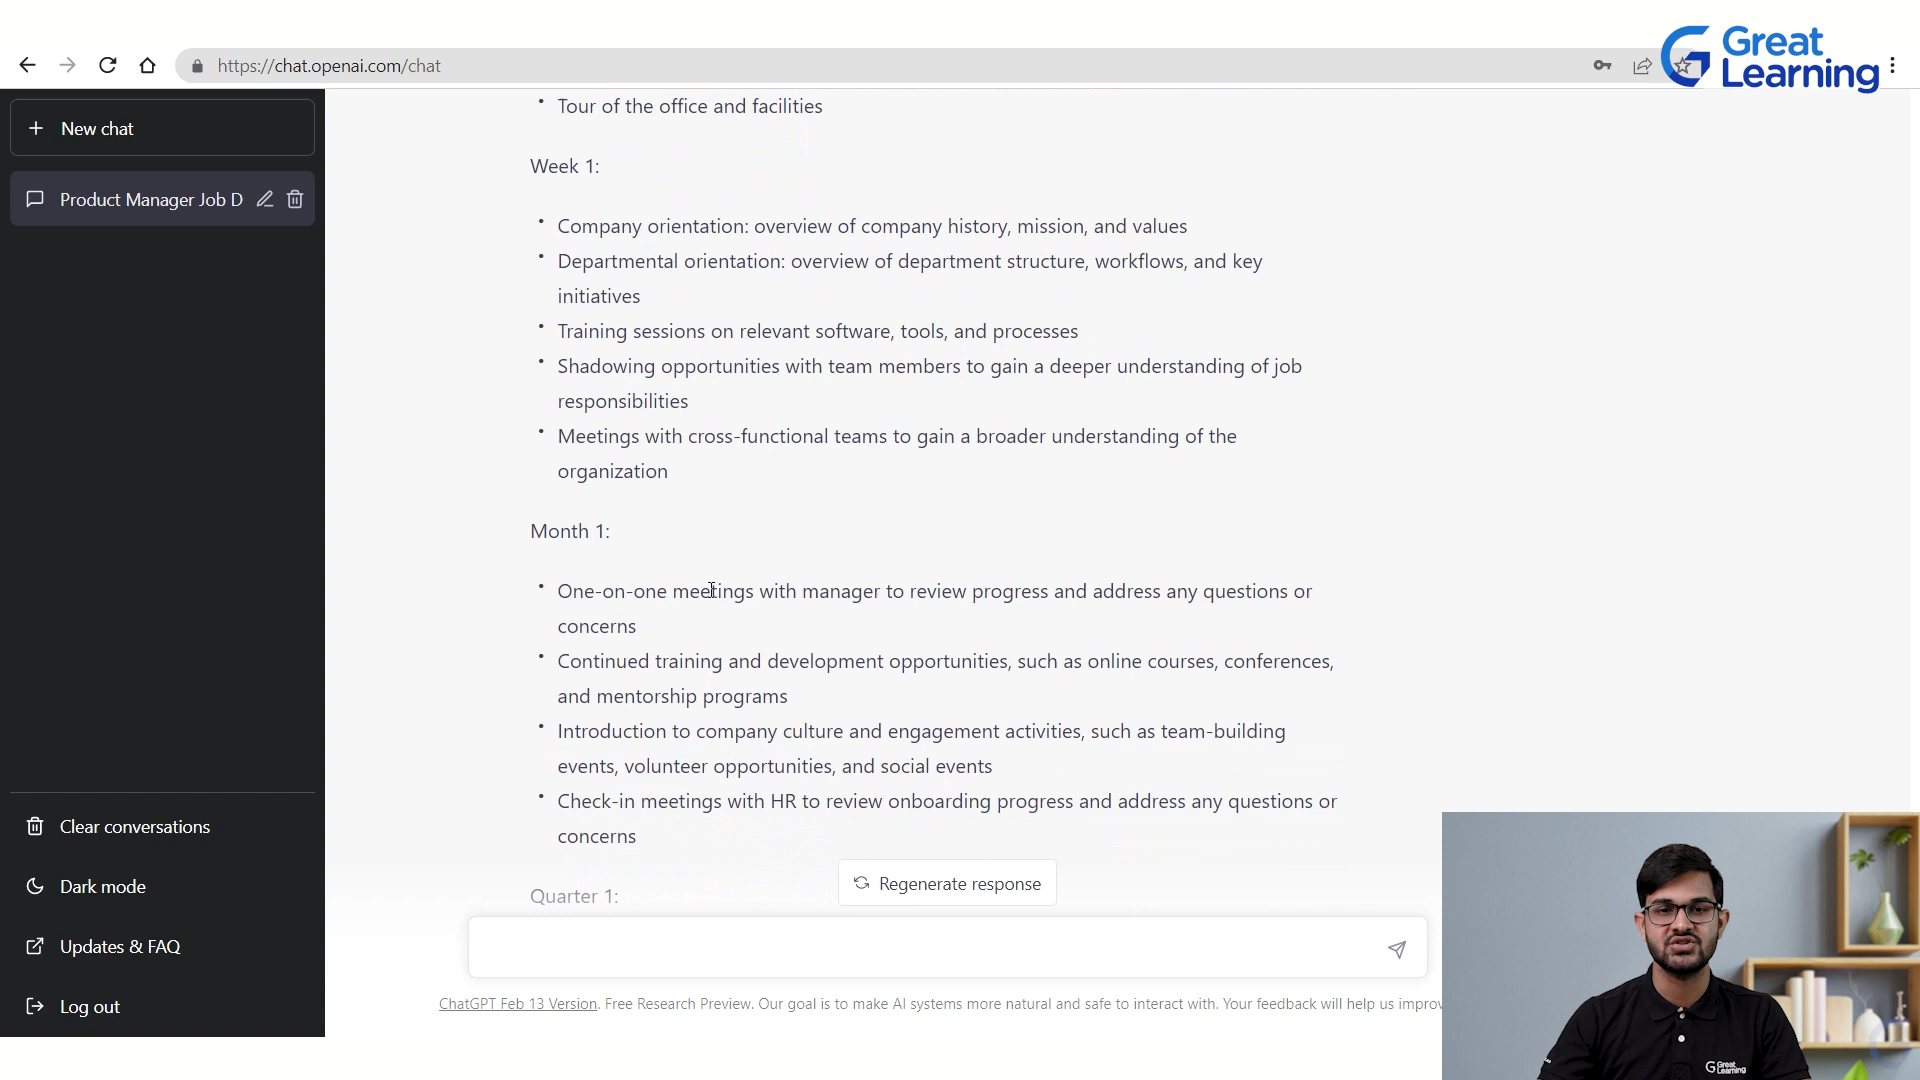 Great
Learning
https://chat.openai.com/chat
New chat
Product Manager Job D
Tour of the office and facilities
Week 1:
Company orientation: overview of company history, mission, and values
Departmental orientation: overview of department structure, workflows, and key
initiatives
Training sessions on relevant software, tools, and processes
Shadowing opportunities with team members to gain a deeper understanding of job
responsibilities
Meetings with cross-functional teams to gain a broader understanding of the
organization
Month 1:
One-on-one meetings with manager to review progress and address any questions or
concerns
Continued training and development opportunities, such as online courses, conferences,
and mentorship programs
Introduction to company culture and engagement activities, such as team-building
events, volunteer opportunities, and social events
Check-in meetings with HR to review onboarding progress and address any questions or
concerns
Regenerate response
Quarter 1:
Clear conversations
Dark mode
Updates & FAQ
Log out
ChatGPT Feb 13 Version. Free Research Preview. Our goal is to make AI systems more natural and safe to interact with. Your feedback will help us improv
Great
Learning